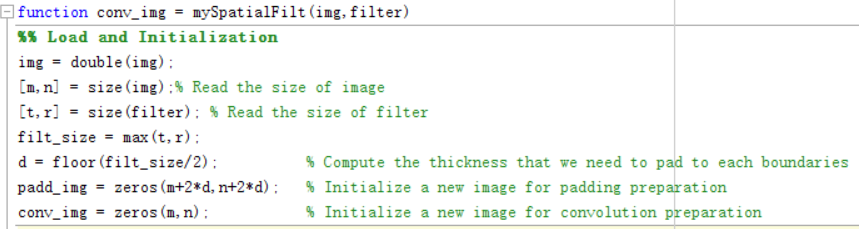 function conv_img = mySpatialFilt(img,filter)
%% Load and Initialization
img = double(img);
[m,n] = size(img);% Read the size of image
[t,r] = size(filter); % Read the size of filter
filt_size = max(t,r);
d = floor(filt_size/2); % Compute the thickness that we need to pad to each boundaries
padd_img = zeros(m+2*d,n+2*d); % Initialize a new image for padding preparation
conv_img = zeros(m,n); % Initialize a new image for convolution preparation